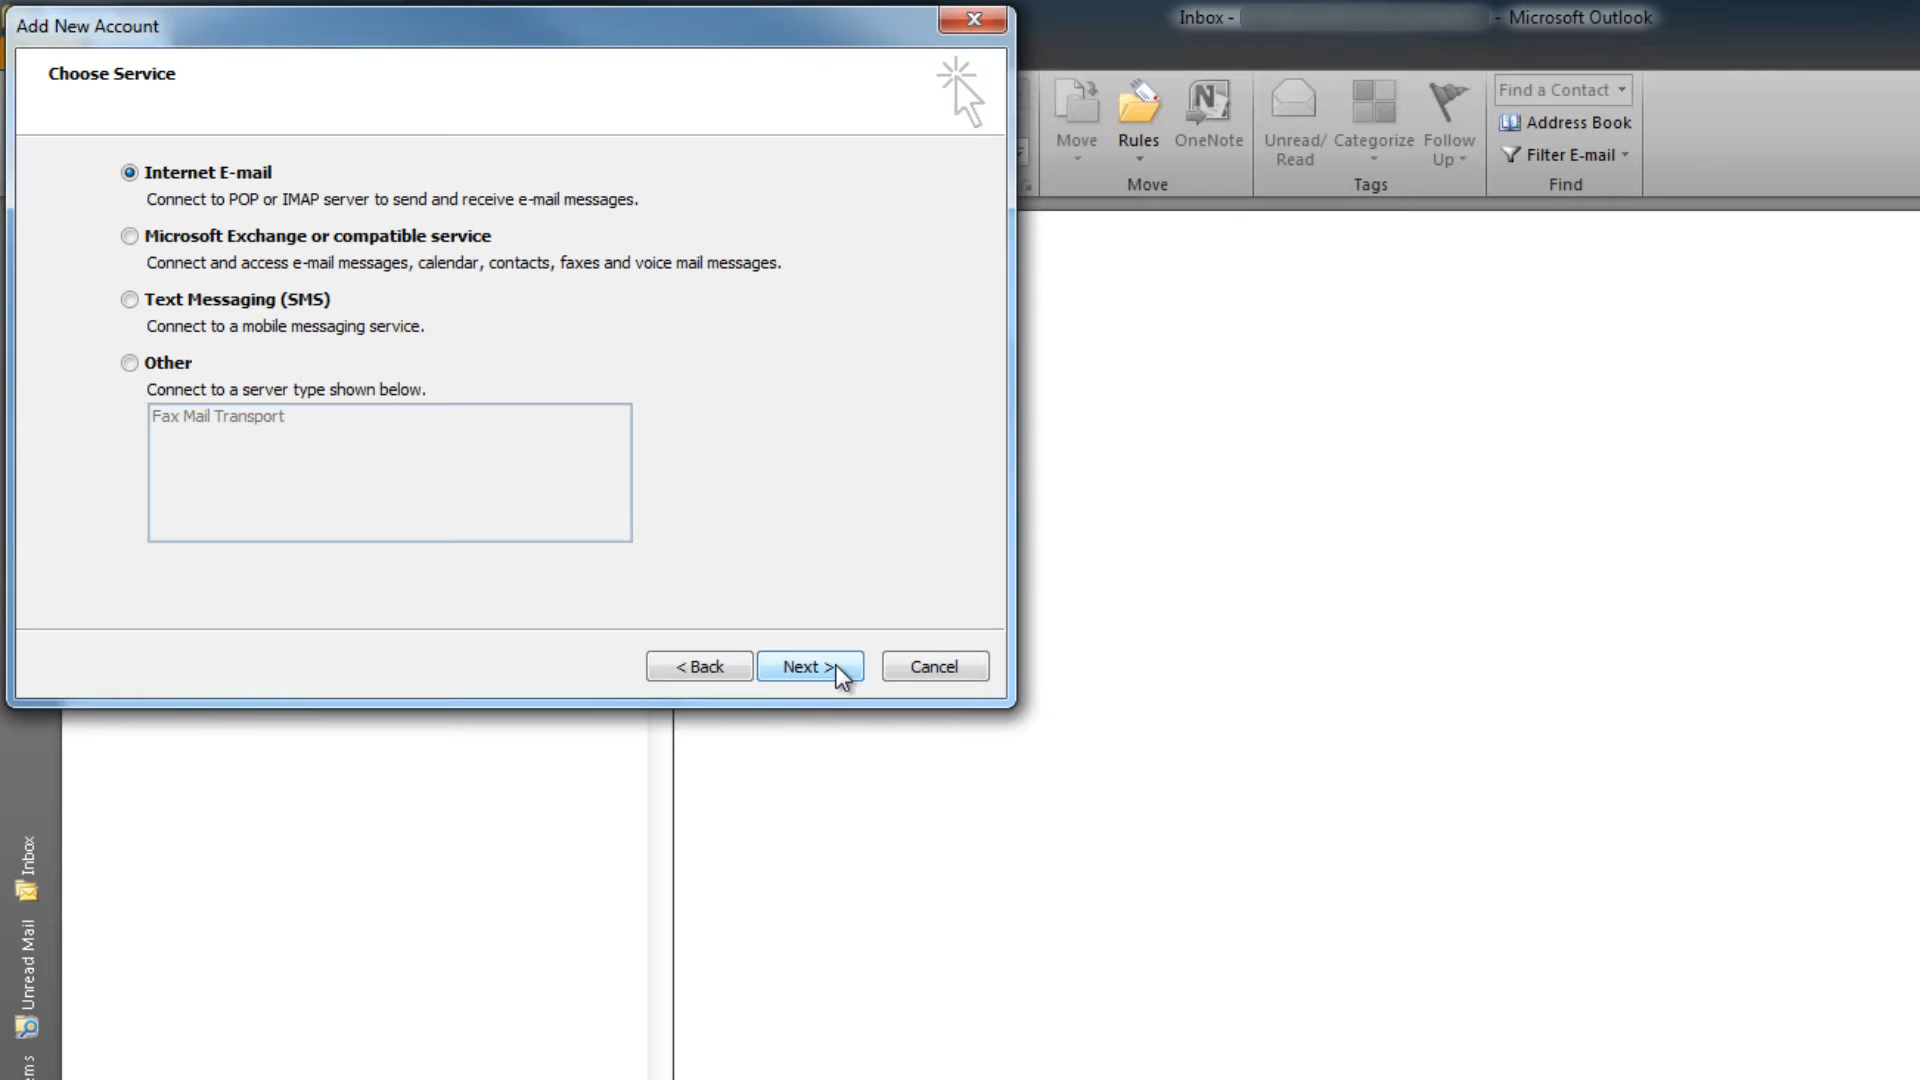 Add New Account
Inbox -
- Microsoft Outlook
Choose Service
Internet E-mail
Connect to POP or IMAP server to send and receive e-mail messages.
Microsoft Exchange or compatible service
Connect and access e-mail messages, calendar, contacts, faxes and voice mail messages.
Text Messaging (SMS)
Connect to a mobile messaging service.
Other
Connect to a server type shown below.
Fax Mail Transport
< Back
Next >
Cancel
Move
Rules
OneNote
Move
Unread/
Read
Categorize
Follow
Up
Tags
Find a Contact
Address Book
Filter E-mail
Find
Inbox
Unread Mail